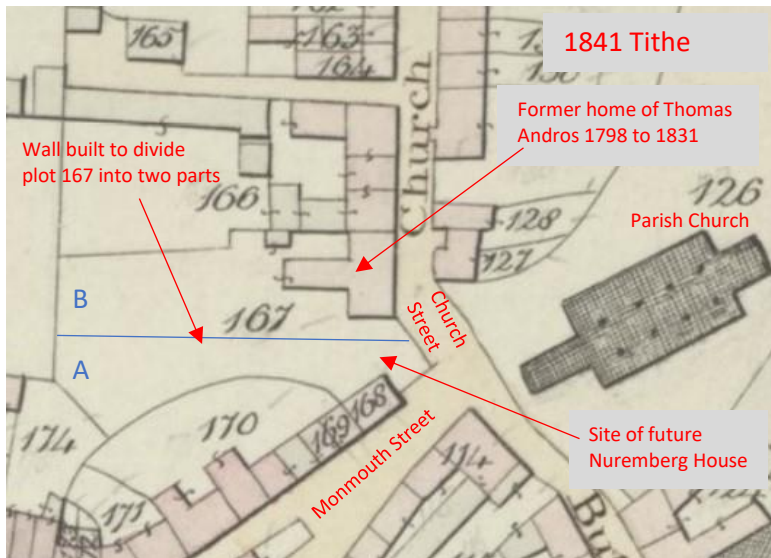 1841 Tithe
165
163
164
Church
Former home of Thomas
Andros 1798 to 1831
Wall built to divide
plot 167 into two parts
166
126
Parish Church
128
127
B
167
Church
Street
A
170
168
169
174
Site of future
Nuremberg House
Monmouth Street
114
171